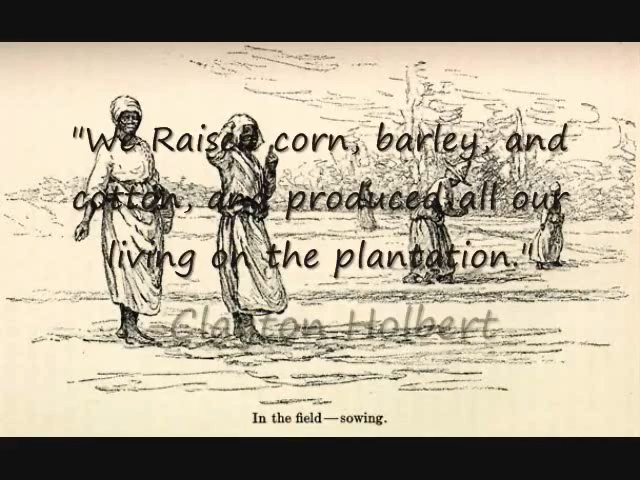 "We Raised corn, barley, and
cotton, and produced all our
living on the plantation."
Clayton Holbert
In the field—sowing.